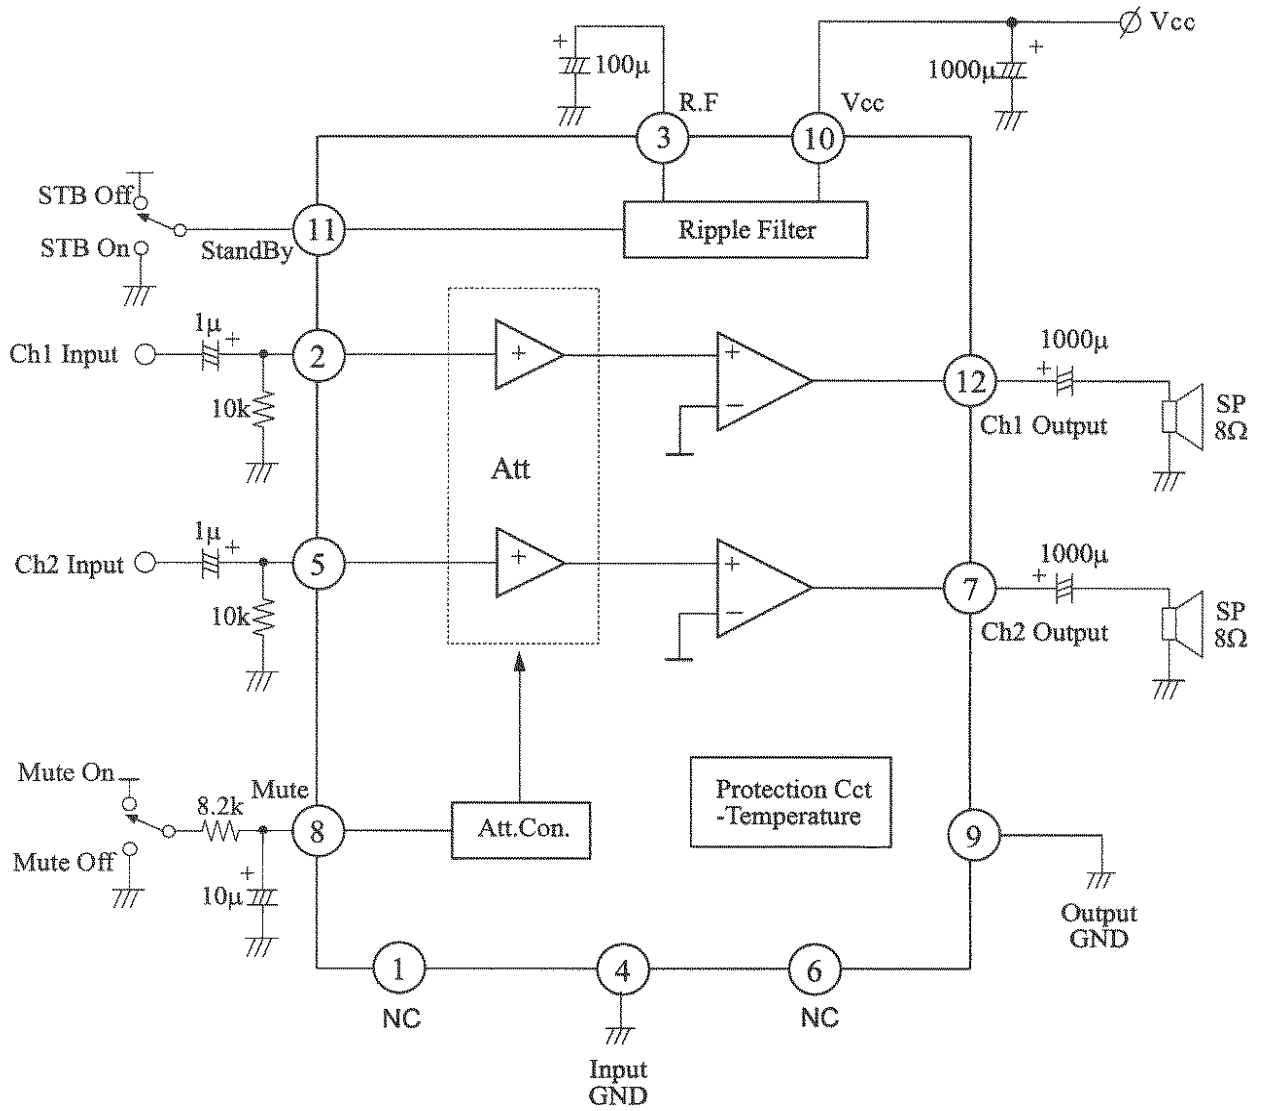 Vcc
+
100μ
1000μ
+
R.F
Vcc
3
10
STB Off
11
Ripple Filter
STB On
StandBy
1μ
+
Ch1 Input
2
+
+
−
1000μ
+
12
10k
SP
8Ω
Ch1 Output
Att
1μ
+
Ch2 Input
5
+
+
−
1000μ
+
7
10k
SP
8Ω
Ch2 Output
Mute On
Mute
8.2k
8
Att.Con.
Protection Cct
-Temperature
9
Mute Off
+
10μ
Output
GND
1
4
6
NC
NC
Input
GND